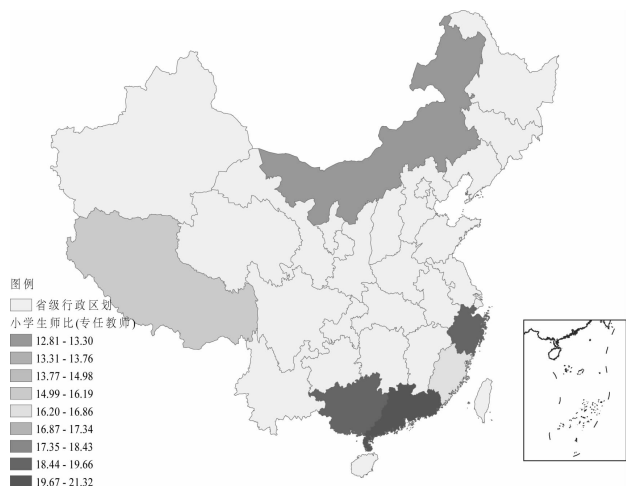 图例
省级行政区划
小学生师比(专任教师)
12.81 - 13.30
13.31 - 13.76
13.77 - 14.98
14.99 - 16.19
16.20 - 16.86
16.87 - 17.34
17.35 - 18.43
18.44 - 19.66
19.67 - 21.32